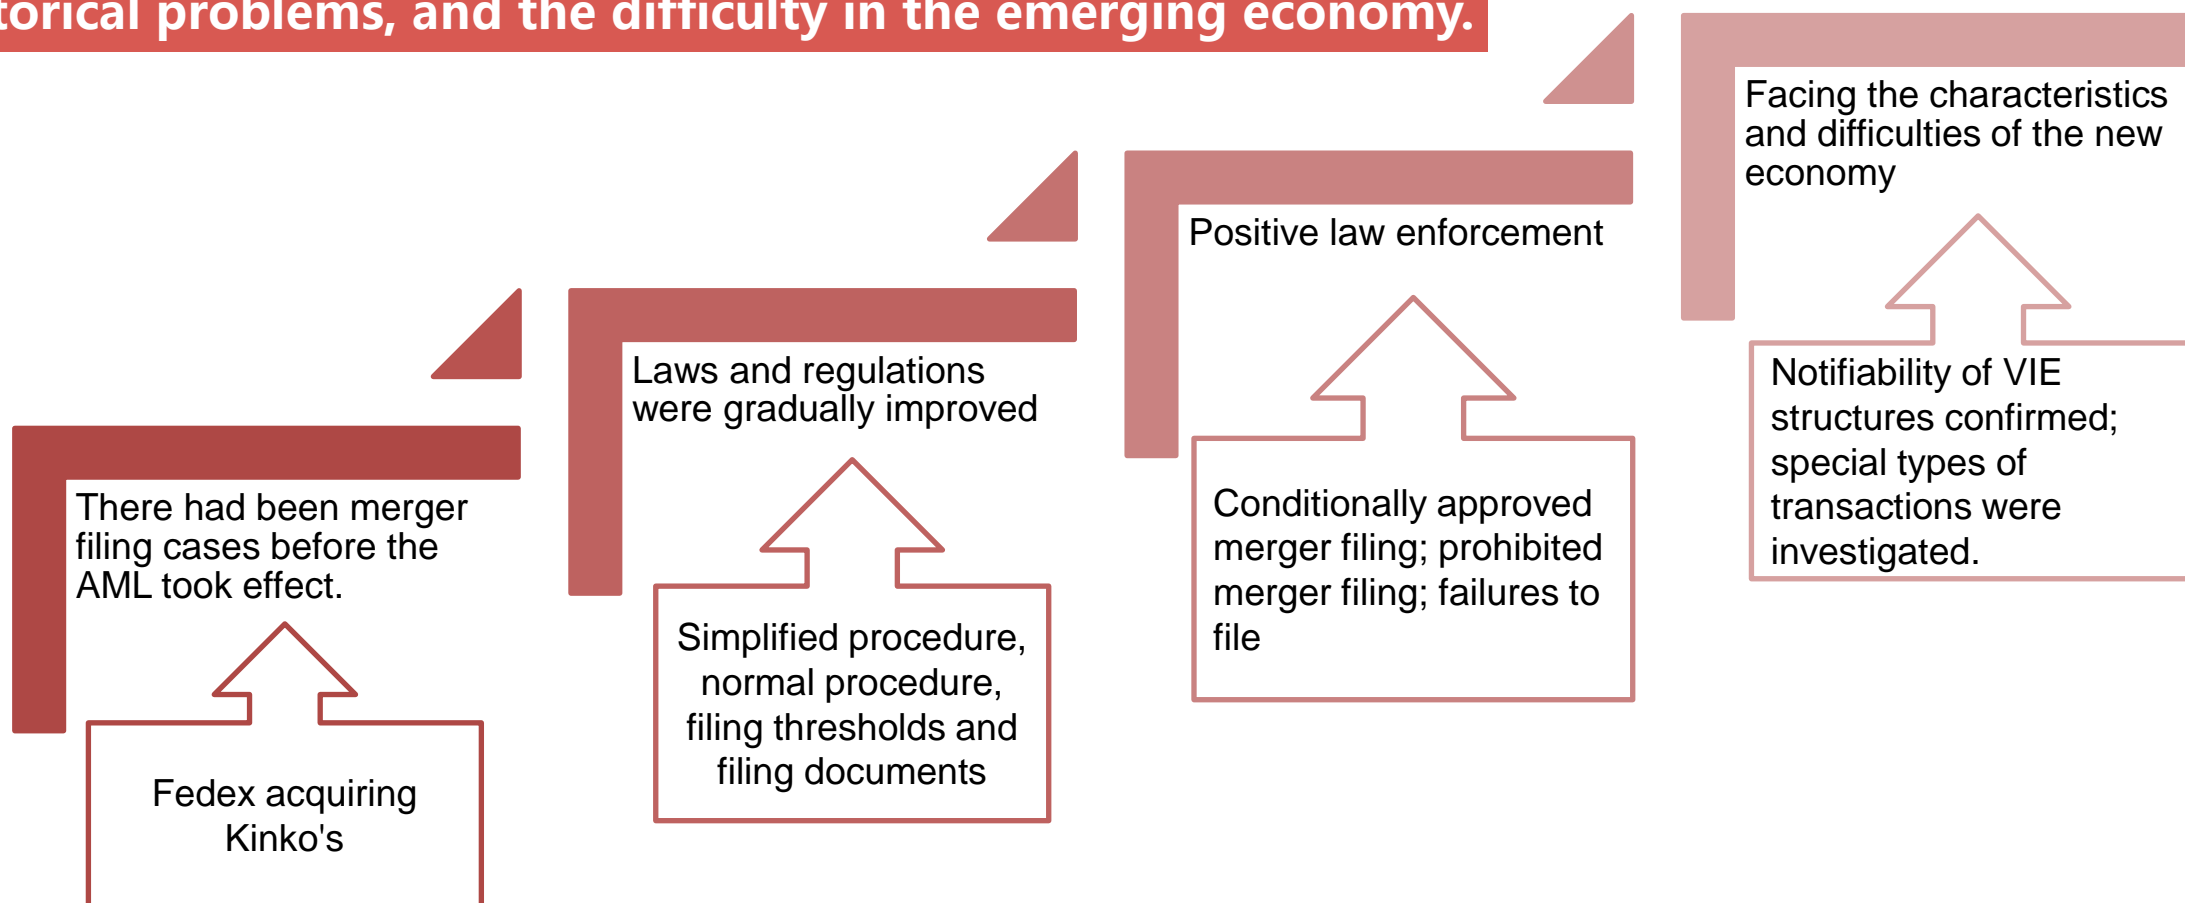 problems, and the difficulty in the emerging economy.
There had been merger
filing cases before the
AML took effect.
Fedex acquiring
Kinko's
Laws and regulations
were gradually improved
Simplified procedure,
normal procedure,
filing thresholds and
filing documents
Positive law enforcement
Conditionally approved
merger filing; prohibited
merger filing; failures to
file
Facing the characteristics
and difficulties of the new
economy
Notifiability of VIE
structures confirmed;
special types of
transactions were
investigated.